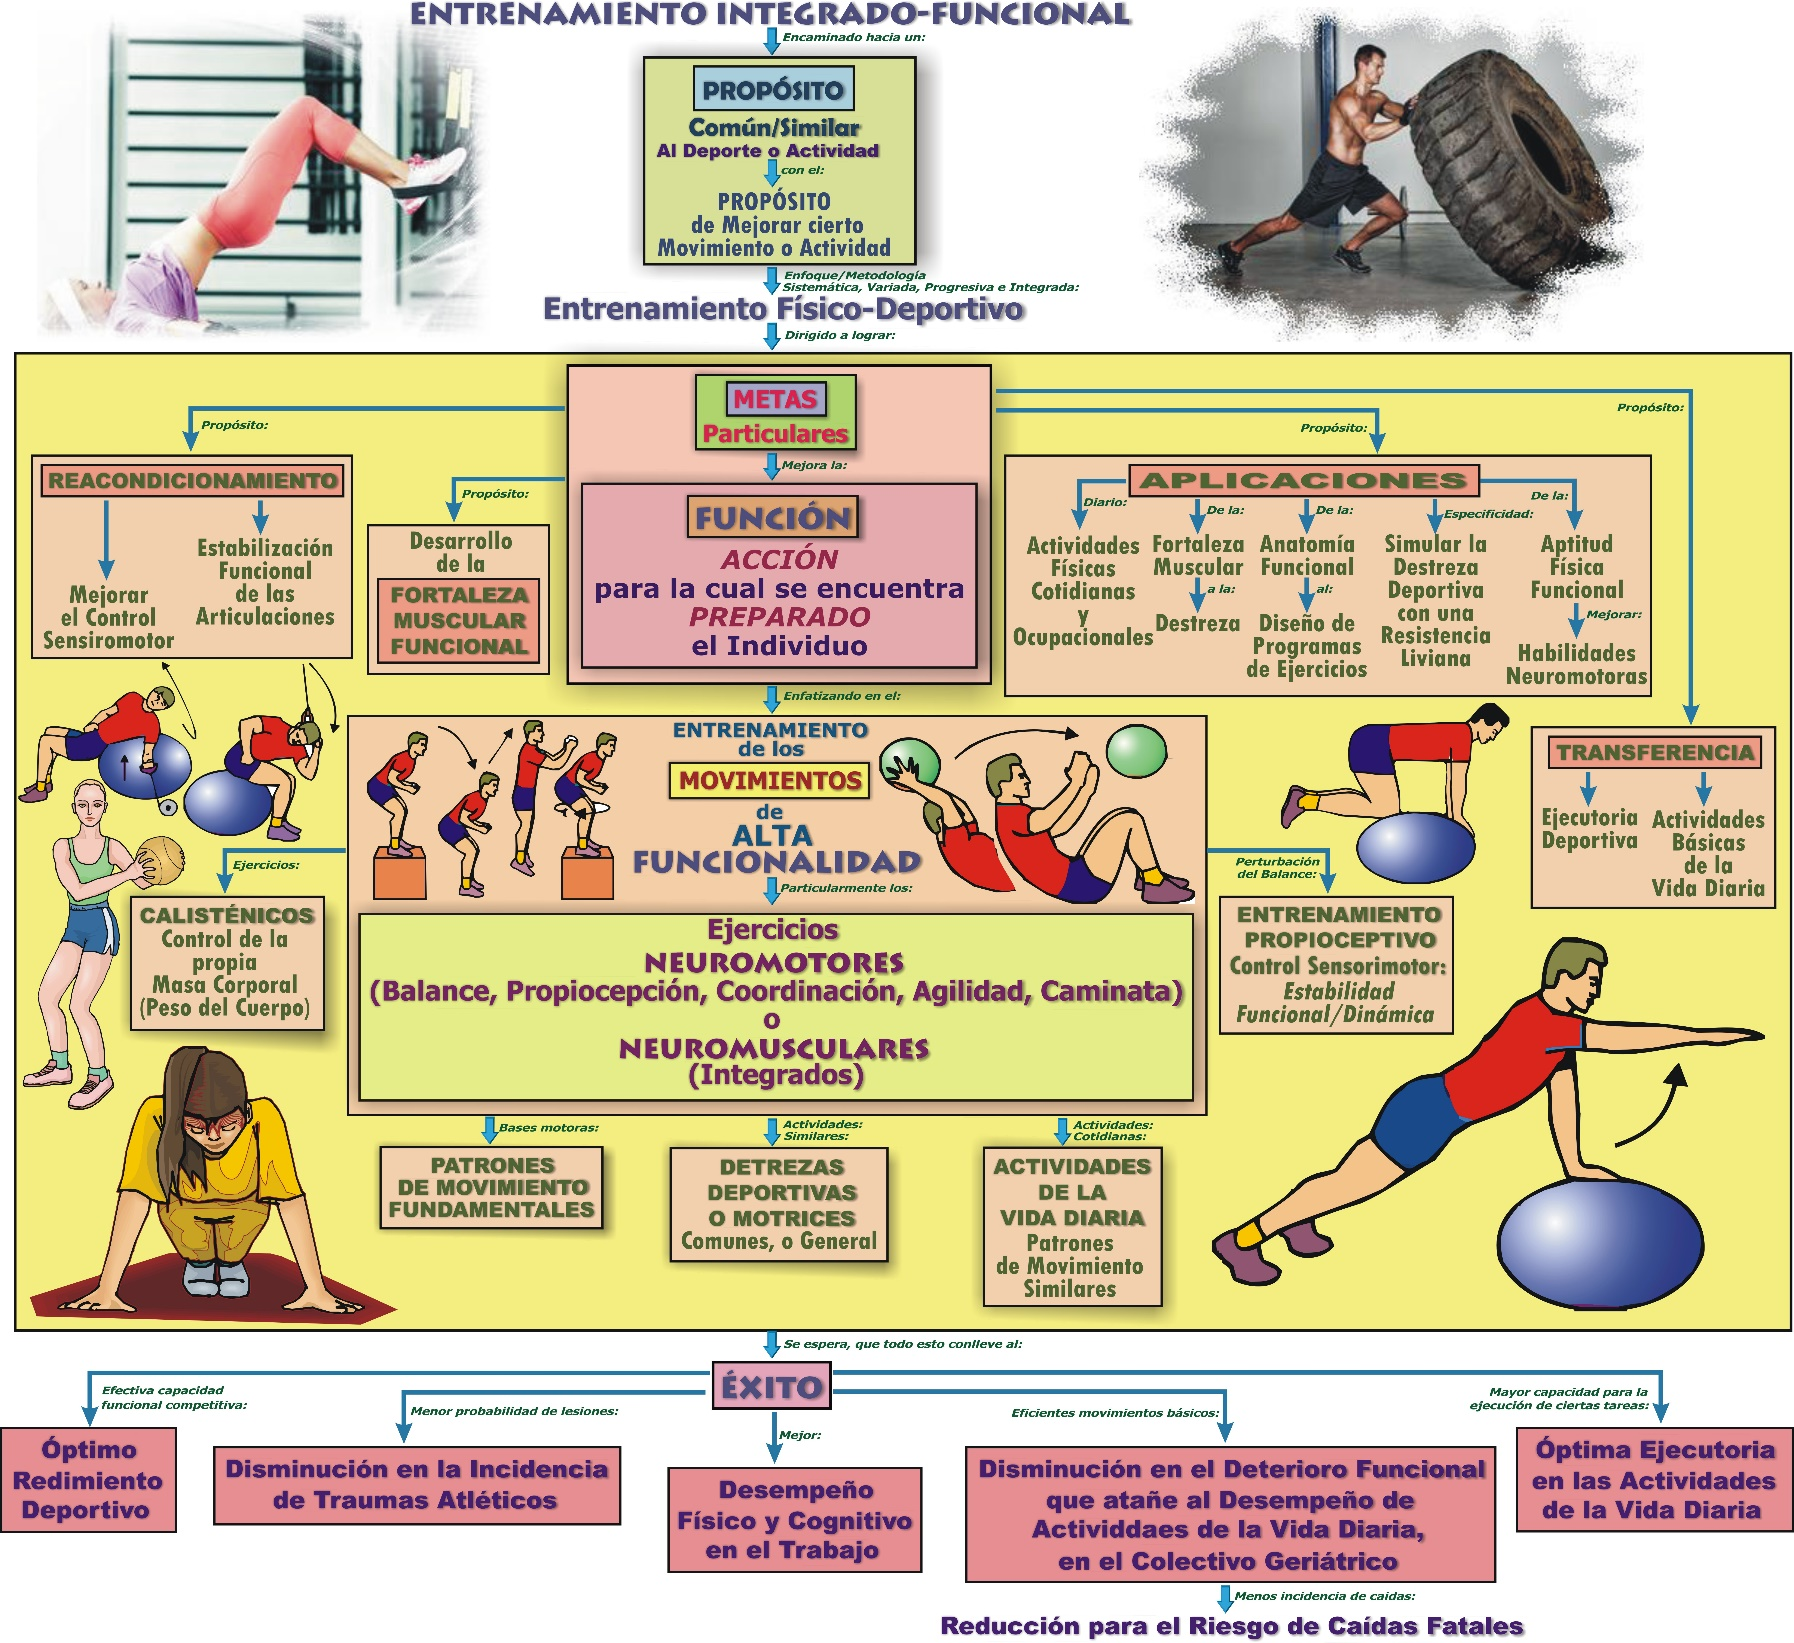 ENTRENAMIENTO INTEGRADO-FUNCIONAL
Encaminado hacia un:
PROPÓSITO
Común/Similar
Al Deporte o Actividad
con el:
PROPÓSITO
de Mejorar cierto
Movimiento o Actividad
Enfoque/Metodología
Sistemática, Variada, Progresiva e Integrada:
Entrenamiento Físico-Deportivo
Dirigido a lograr:
METAS
Particulares
Mejora la:
FUNCIÓN
ACCIÓN
para la cual se encuentra
PREPARADO
el Individuo
Propósito:
REACONDICIONAMIENTO
Mejorar
el Control
Sensiromotor
Estabilización
Funcional
de las
Articulaciones
Propósito:
Desarrollo
de la
FORTALEZA
MUSCULAR
FUNCIONAL
Propósito:
APLICACIONES
Diario:
Actividades
Físicas
Cotidianas
y
Ocupacionales
De la:
Fortaleza
Muscular
a la:
Destreza
De la:
Anatomía
Funcional
al:
Diseño de
Programas
de Ejercicios
Especificidad:
Simular la
Destreza
Deportiva
con una
Resistencia
Liviana
De la:
Aptitud
Física
Funcional
Mejorar:
Habilidades
Neuromotoras
Propósito:
TRANSFERENCIA
Ejecutoria
Deportiva
Actividades
Básicas
de la
Vida Diaria
Enfatizando en el:
ENTRENAMIENTO
de los
MOVIMIENTOS
de
ALTA
FUNCIONALIDAD
Particularmente los:
Ejercicios
NEUROMOTORES
(Balance, Propiocepción, Coordinación, Agilidad, Caminata)
o
NEUROMUSCULARES
(Integrados)
Ejercicios:
CALISTÉNICOS
Control de la
propia
Masa Corporal
(Peso del Cuerpo)
Perturbación
del Balance:
ENTRENAMIENTO
PROPIOCEPTIVO
Control Sensorimotor:
Estabilidad
Funcional/Dinámica
Bases motoras:
PATRONES
DE MOVIMIENTO
FUNDAMENTALES
Actividades:
Similares:
DETREZAS
DEPORTIVAS
O MOTRICES
Comunes, o General
Actividades:
Cotidianas:
ACTIVIDADES
DE LA
VIDA DIARIA
Patrones
de Movimiento
Similares
Se espera, que todo esto conlleve al:
ÉXITO
Efectiva capacidad
funcional competitiva:
Óptimo
Redimiento
Deportivo
Menor probabilidad de lesiones:
Disminución en la Incidencia
de Traumas Atléticos
Mejor:
Desempeño
Físico y Cognitivo
en el Trabajo
Eficientes movimientos básicos:
Disminución en el Deterioro Funcional
que atañe al Desempeño de
Actividdaes de la Vida Diaria,
en el Colectivo Geriátrico
Menos incidencia de caidas:
Reducción para el Riesgo de Caídas Fatales
Mayor capacidad para la
ejecución de ciertas tareas:
Óptima Ejecutoria
en las Actividades
de la Vida Diaria